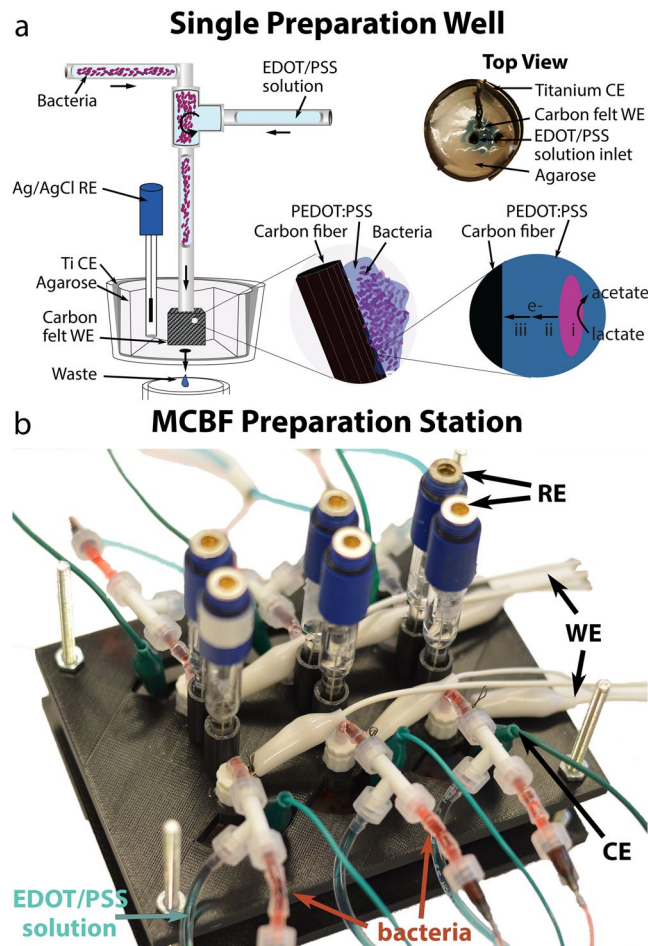 a
Single Preparation Well
Bacteria
EDOT/PSS
solution
Top View
Titanium CE
Carbon felt WE
EDOT/PSS
solution inlet
Agarose
Ag/AgCl RE
Ti CE
Agarose
Carbon
felt WE
Waste
PEDOT:PSS
Carbon fiber
Bacteria
PEDOT:PSS
Carbon fiber
acetate
e-
iii
ii
i
lactate
b
MCBF Preparation Station
RE
WE
CE
EDOT/PSS
solution
bacteria